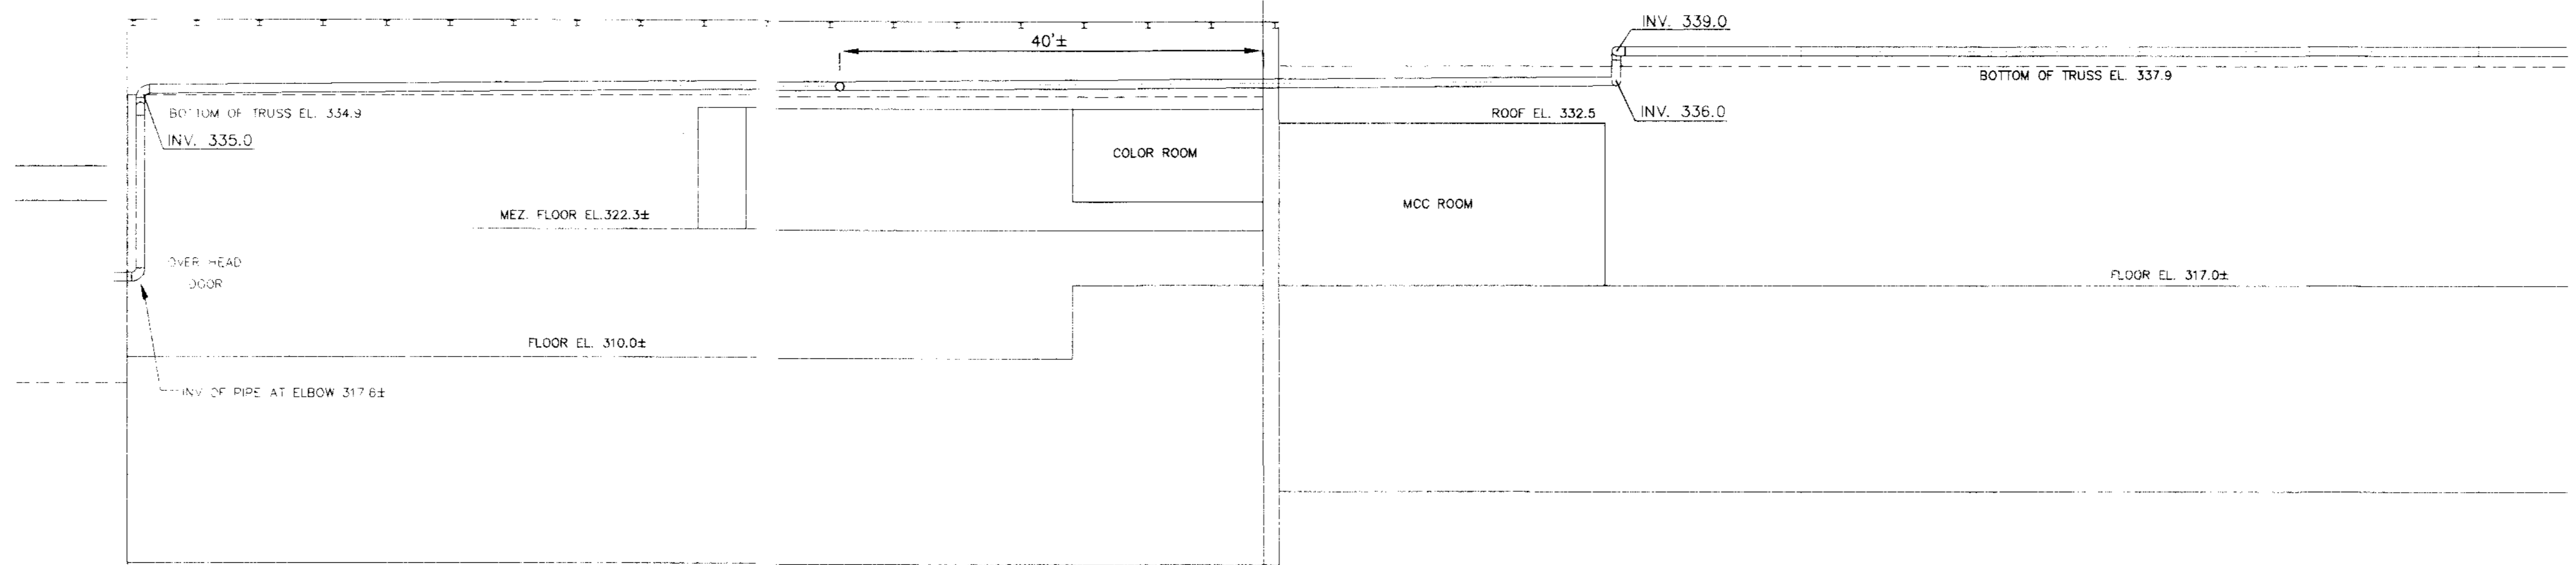 INV. 339.0
40'±
BOTTOM OF TRUSS EL. 337.9
BOTTOM OF TRUSS EL. 334.9
ROOF EL. 332.5
INV. 336.0
INV. 335.0
COLOR ROOM
MCC ROOM
MEZ. FLOOR EL.322.3±
OVER HEAD
DOOR
FLOOR EL. 317.0±
FLOOR EL. 310.0±
INV OF PIPE AT ELBOW 317.6±